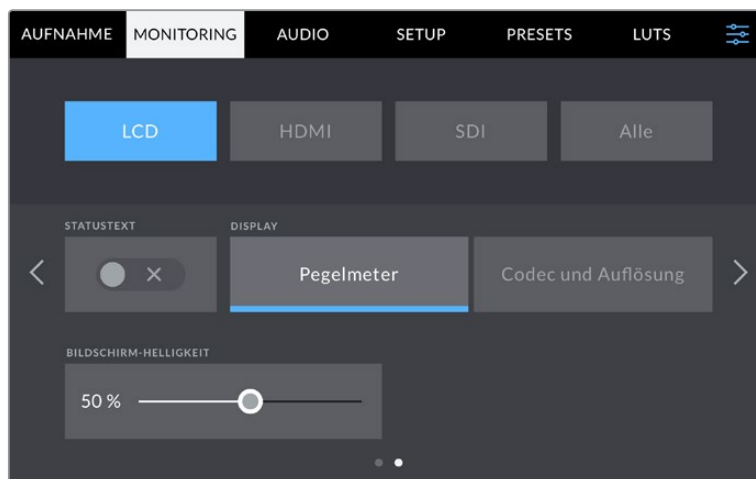 AUFNAHME MONITORING AUDIO SETUP PRESETS LUTS
LCD HDMI SDI Alle
STATUSTEXT DISPLAY
Pegelmeter Codec und Auflösung
BILDSCHIRM-HELLIGKEIT
50 %